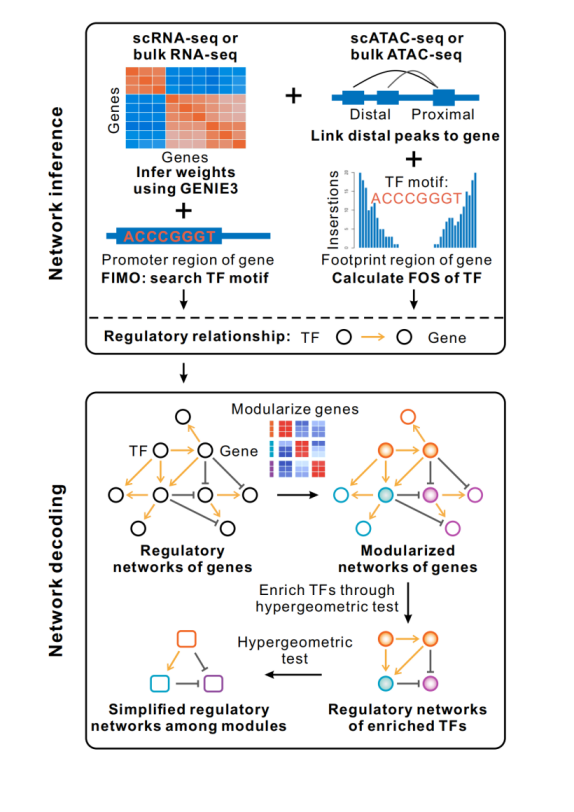 Network inference
scRNA-seq or
bulk RNA-seq
Genes
Genes
Infer weights
using GENIE3
+
ACCCGGGT
Promoter region of gene
FIMO: search TF motif
+
scATAC-seq or
bulk ATAC-seq
Distal Proximal
Link distal peaks to gene
+
Inserstions
TF motif:
ACCCGGGT
Footprint region of gene
Calculate FOS of TF
Regulatory relationship: TF Gene
Network decoding
Modularize genes
TF Gene
Regulatory
networks of genes
Modularized
networks of genes
Enrich TFs through
hypergeometric test
Hypergeometric
test
Simplified regulatory
networks among modules
Regulatory networks
of enriched TFs